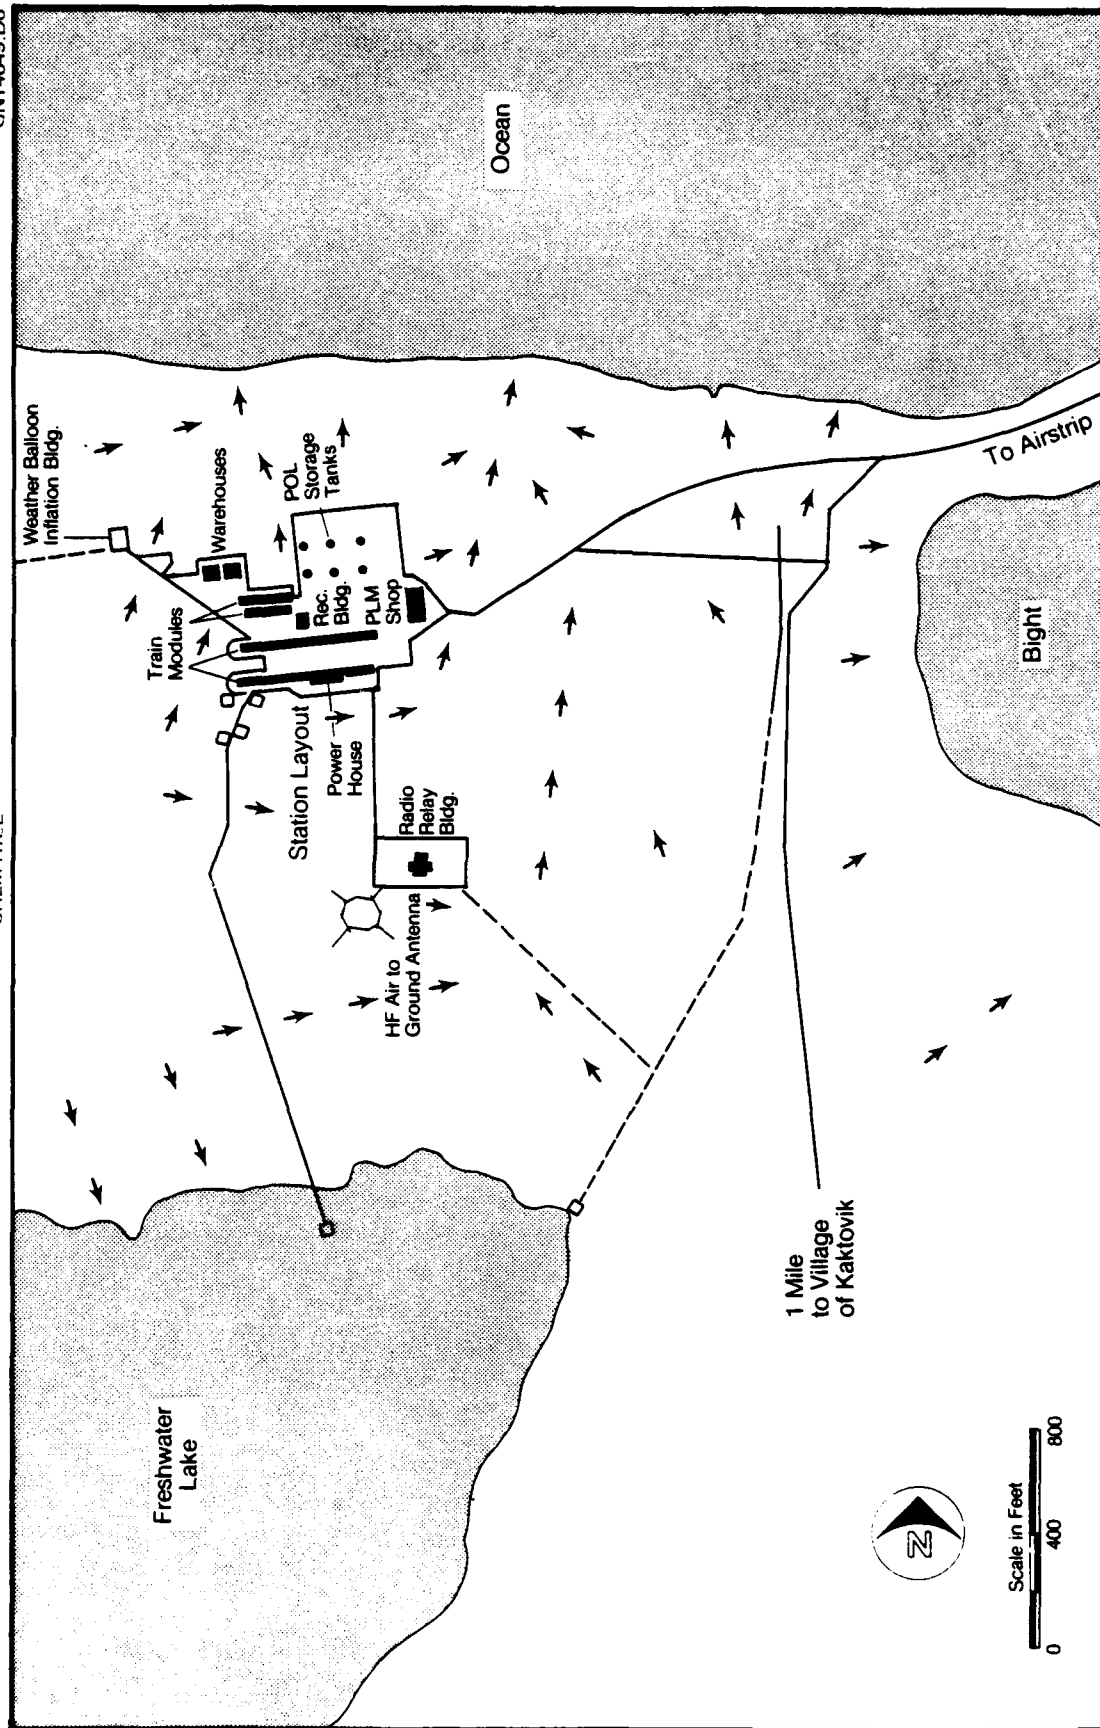 Ocean
Weather Balloon
Inflation Bldg.
Warehouses
POL
Storage
Tanks
Train
Modules
Rec.
Bldg.
PLM
Shop
Station Layout
Power
House
Radio
Relay
Bldg.
HF Air to
Ground Antenna
To Airstrip
Bight
Freshwater
Lake
1 Mile
to Village
of Kaktovik
N
Scale in Feet
0 400 800